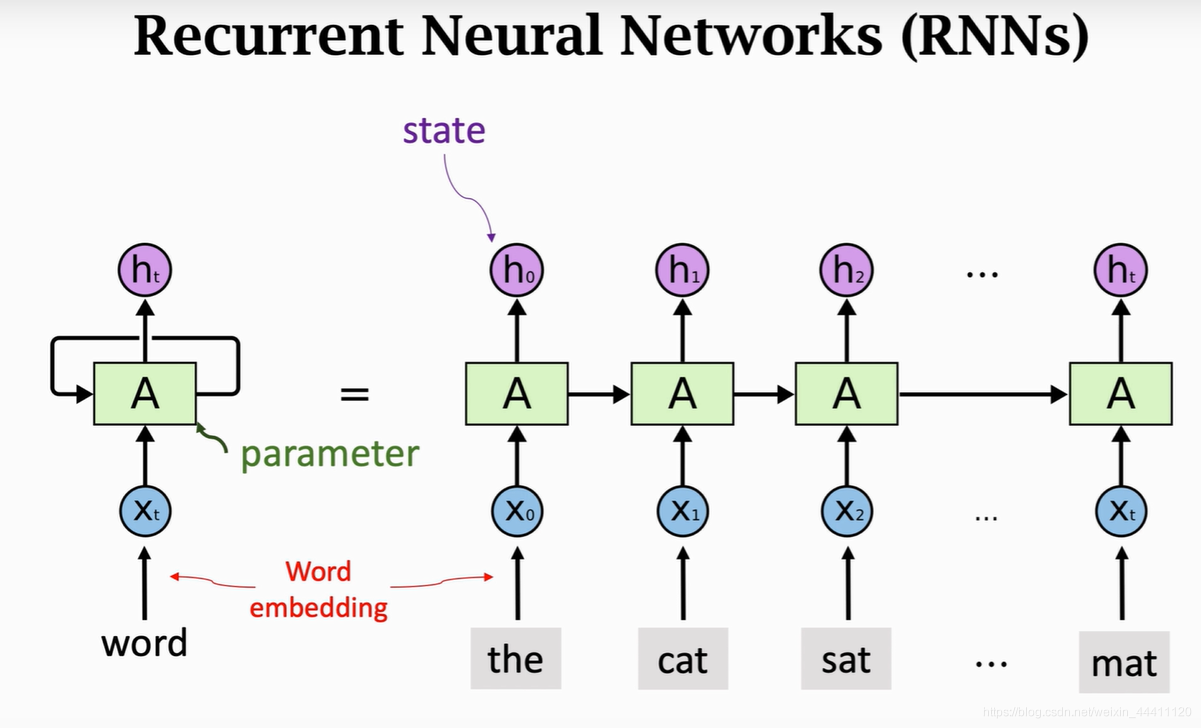 Recurrent Neural Networks (RNNs)
state
hₜ
h₀ h₁ h₂ ... hₜ
A = A A A A
parameter
xₜ
x₀ x₁ x₂ ... xₜ
Word
embedding
word
the cat sat ... mat
https://blog.csdn.net/weixin_44411120